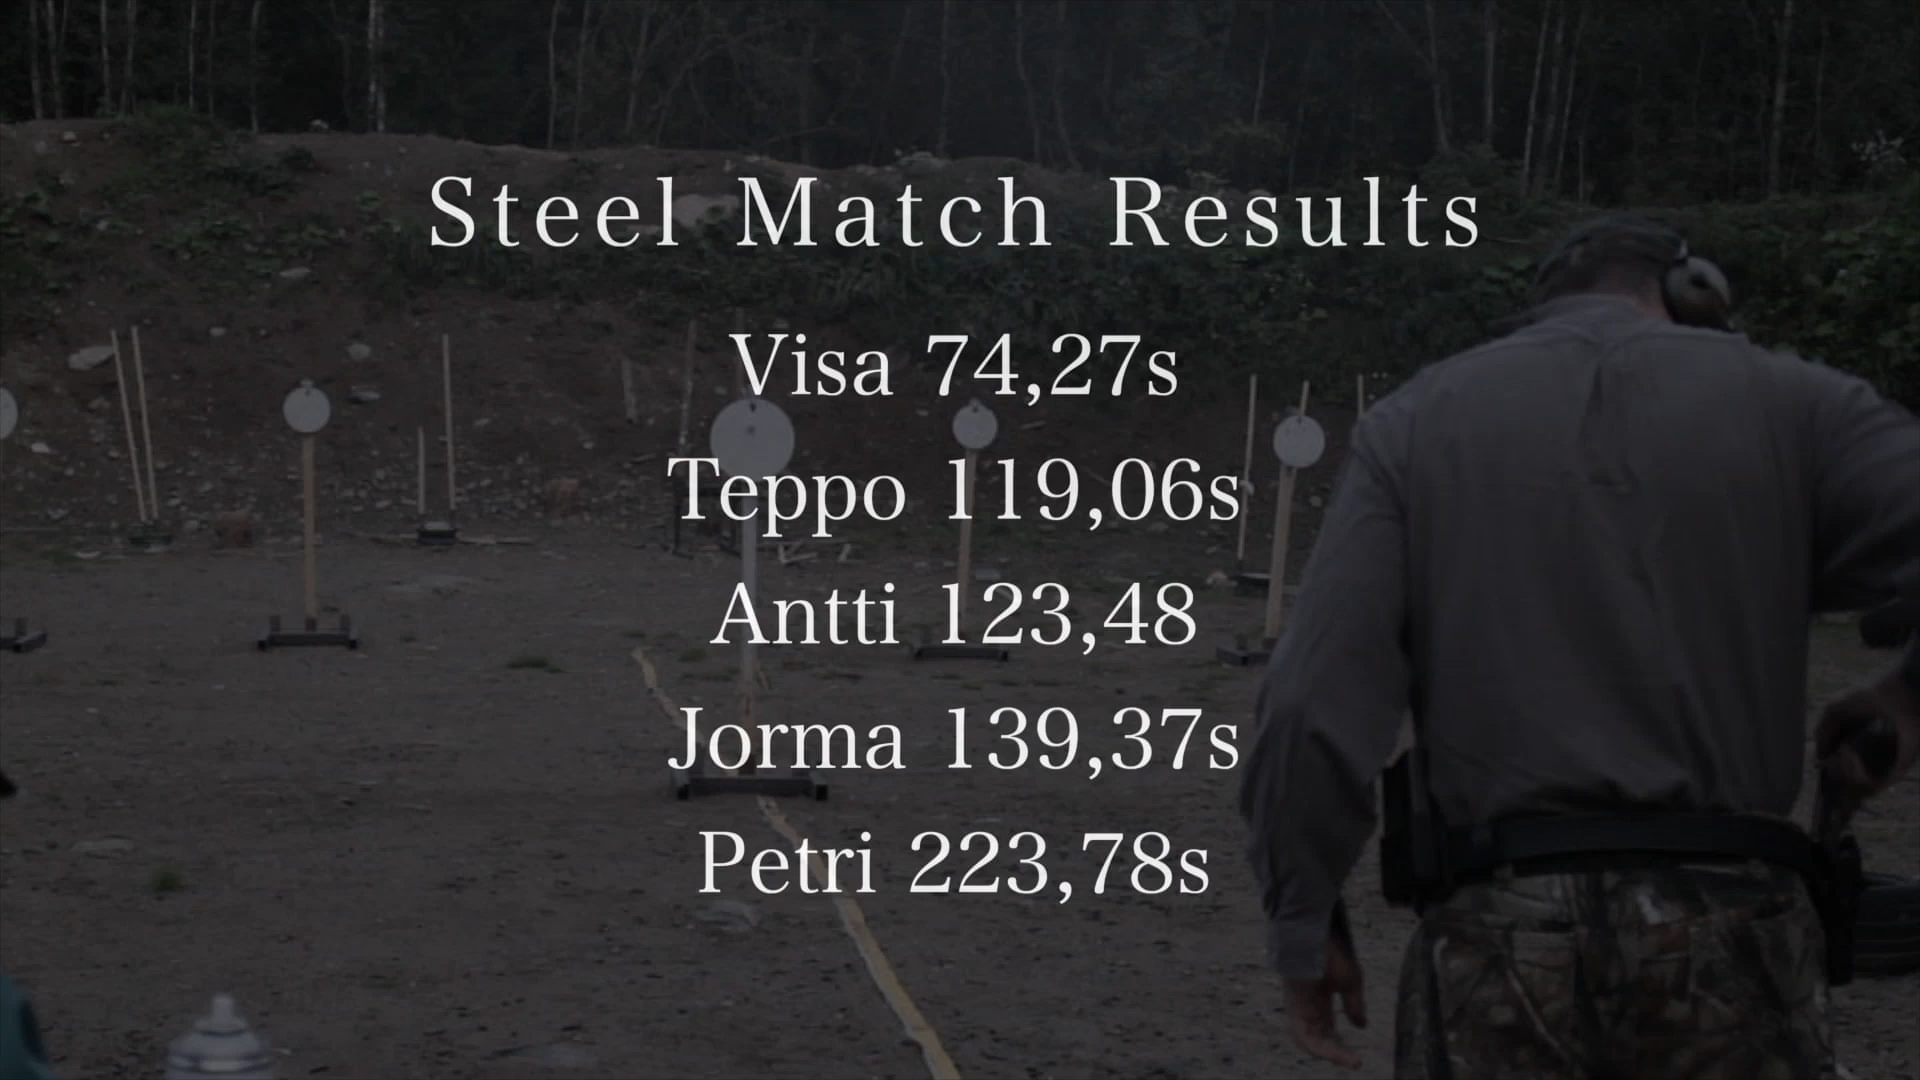 Steel Match Results
Visa 74,27s
Teppo 119,06s
Antti 123,48
Jorma 139,37s
Petri 223,78s